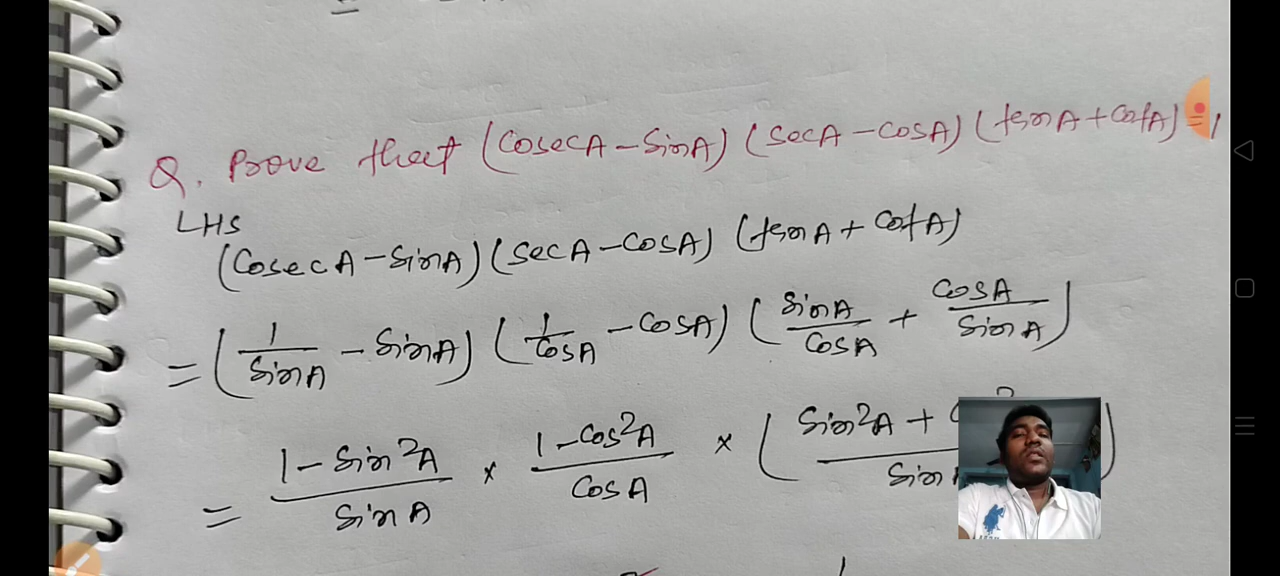 Q. Prove that (CosecA - SinA) (SecA - CosA) (tanA + CotA) = 1
LHS
(CosecA - SinA) (SecA - CosA) (tanA + CotA)
= (1/SinA - SinA) (1/CosA - CosA) (SinA/CosA + CosA/SinA)
= 1 - Sin²A/SinA × 1 - Cos²A/CosA × (Sin²A + /Sin )